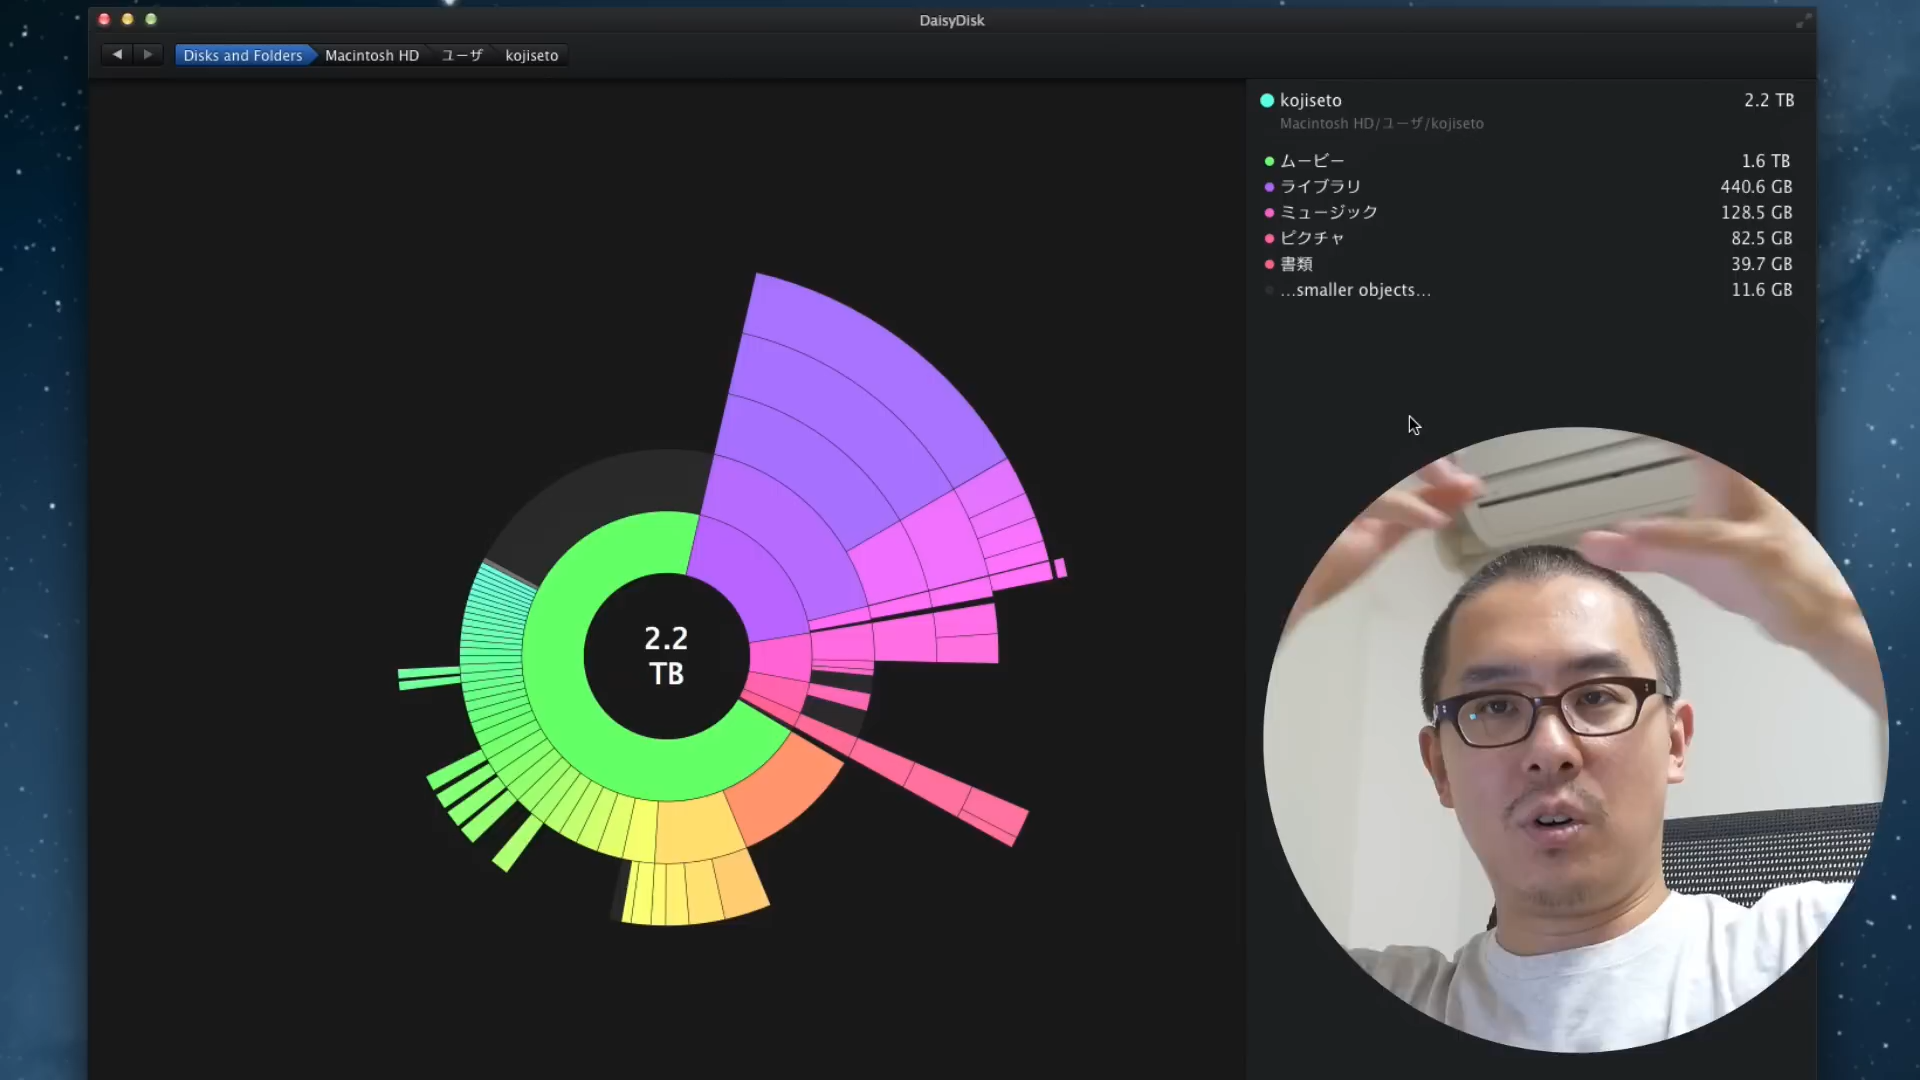 DaisyDisk
Disks and Folders
Macintosh HD
ユーザ
kojiseto
kojiseto 2.2 TB
Macintosh HD/ユーザ/kojiseto
ムービー 1.6 TB
ライブラリ 440.6 GB
ミュージック 128.5 GB
ピクチャ 82.5 GB
書類 39.7 GB
...smaller objects... 11.6 GB
2.2
TB